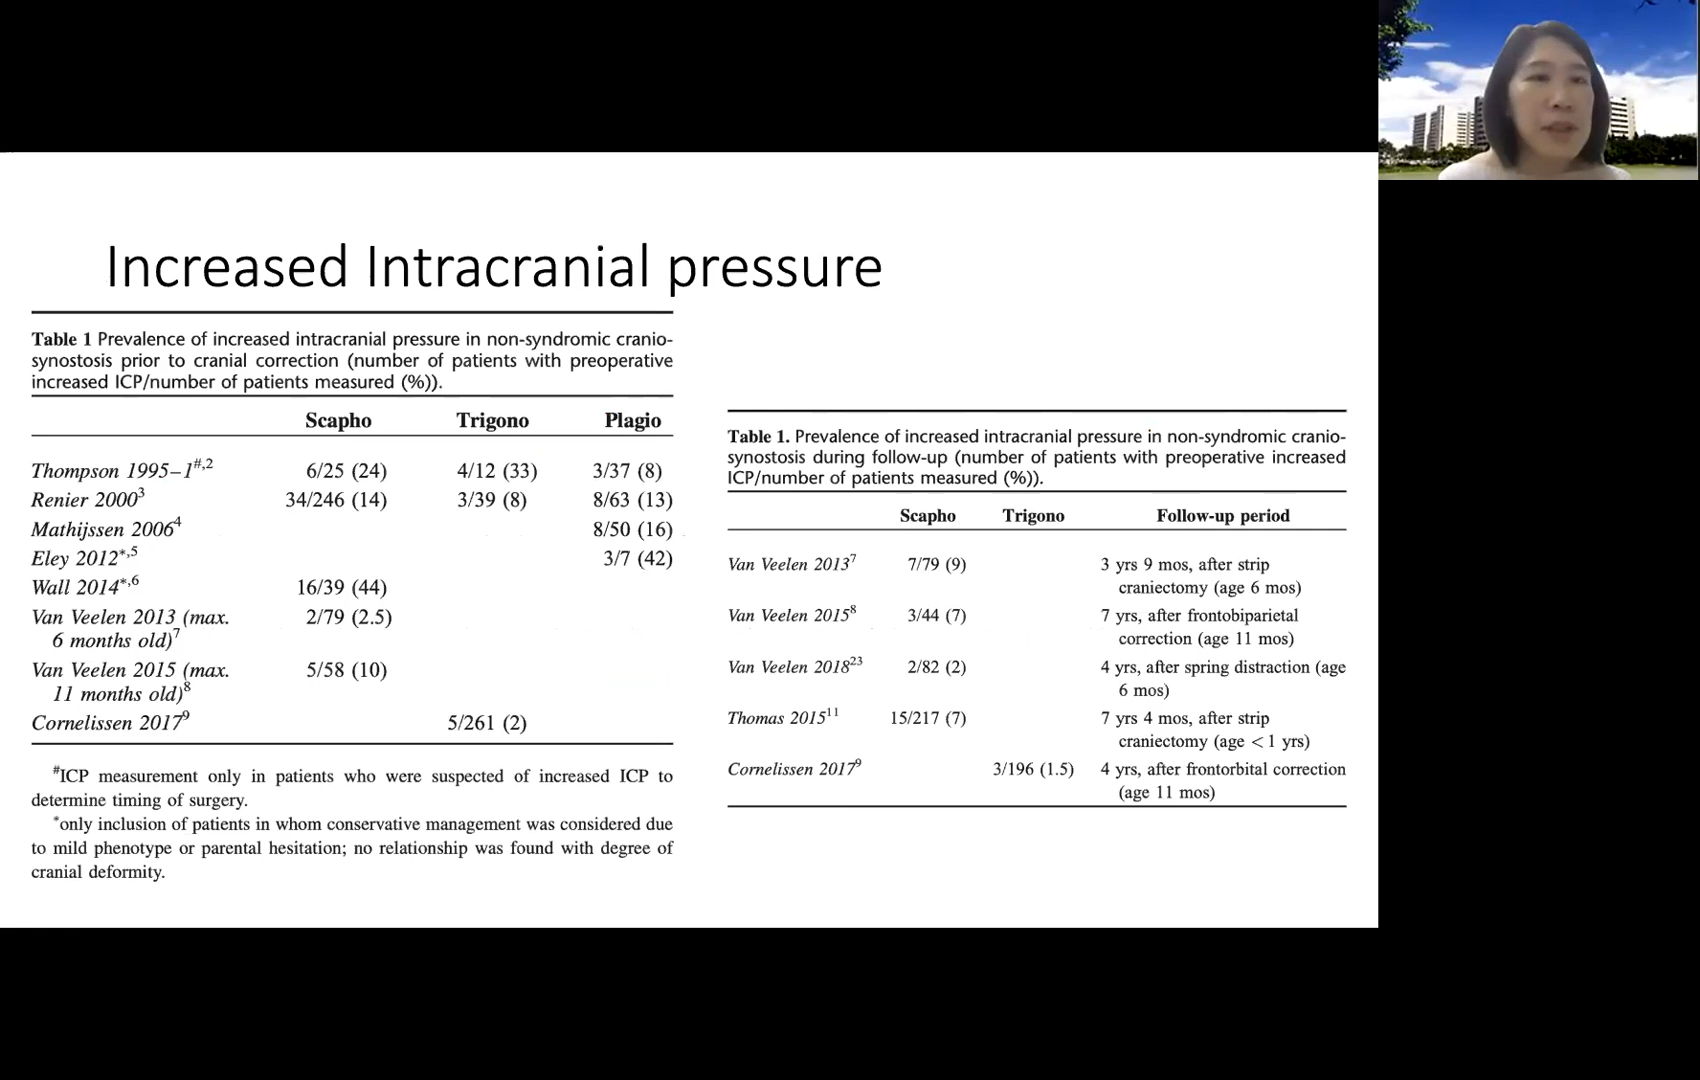 Increased Intracranial pressure
Table 1 Prevalence of increased intracranial pressure in non-syndromic cranio-
synostosis prior to cranial correction (number of patients with preoperative
increased ICP/number of patients measured (%)).
Scapho Trigono Plagio
Thompson 1995–1#,2 6/25 (24) 4/12 (33) 3/37 (8)
Renier 20003 34/246 (14) 3/39 (8) 8/63 (13)
Mathijssen 20064 8/50 (16)
Eley 2012*,5 3/7 (42)
Wall 2014*,6 16/39 (44)
Van Veelen 2013 (max. 2/79 (2.5)
6 months old)7
Van Veelen 2015 (max. 5/58 (10)
11 months old)8
Cornelissen 20179 5/261 (2)
#ICP measurement only in patients who were suspected of increased ICP to
determine timing of surgery.
*only inclusion of patients in whom conservative management was considered due
to mild phenotype or parental hesitation; no relationship was found with degree of
cranial deformity.
Table 1. Prevalence of increased intracranial pressure in non-syndromic cranio-
synostosis during follow-up (number of patients with preoperative increased
ICP/number of patients measured (%)).
Scapho Trigono Follow-up period
Van Veelen 20137 7/79 (9) 3 yrs 9 mos, after strip
craniectomy (age 6 mos)
Van Veelen 20158 3/44 (7) 7 yrs, after frontobiparietal
correction (age 11 mos)
Van Veelen 201823 2/82 (2) 4 yrs, after spring distraction (age
6 mos)
Thomas 201511 15/217 (7) 7 yrs 4 mos, after strip
craniectomy (age < 1 yrs)
Cornelissen 20179 3/196 (1.5) 4 yrs, after frontorbital correction
(age 11 mos)